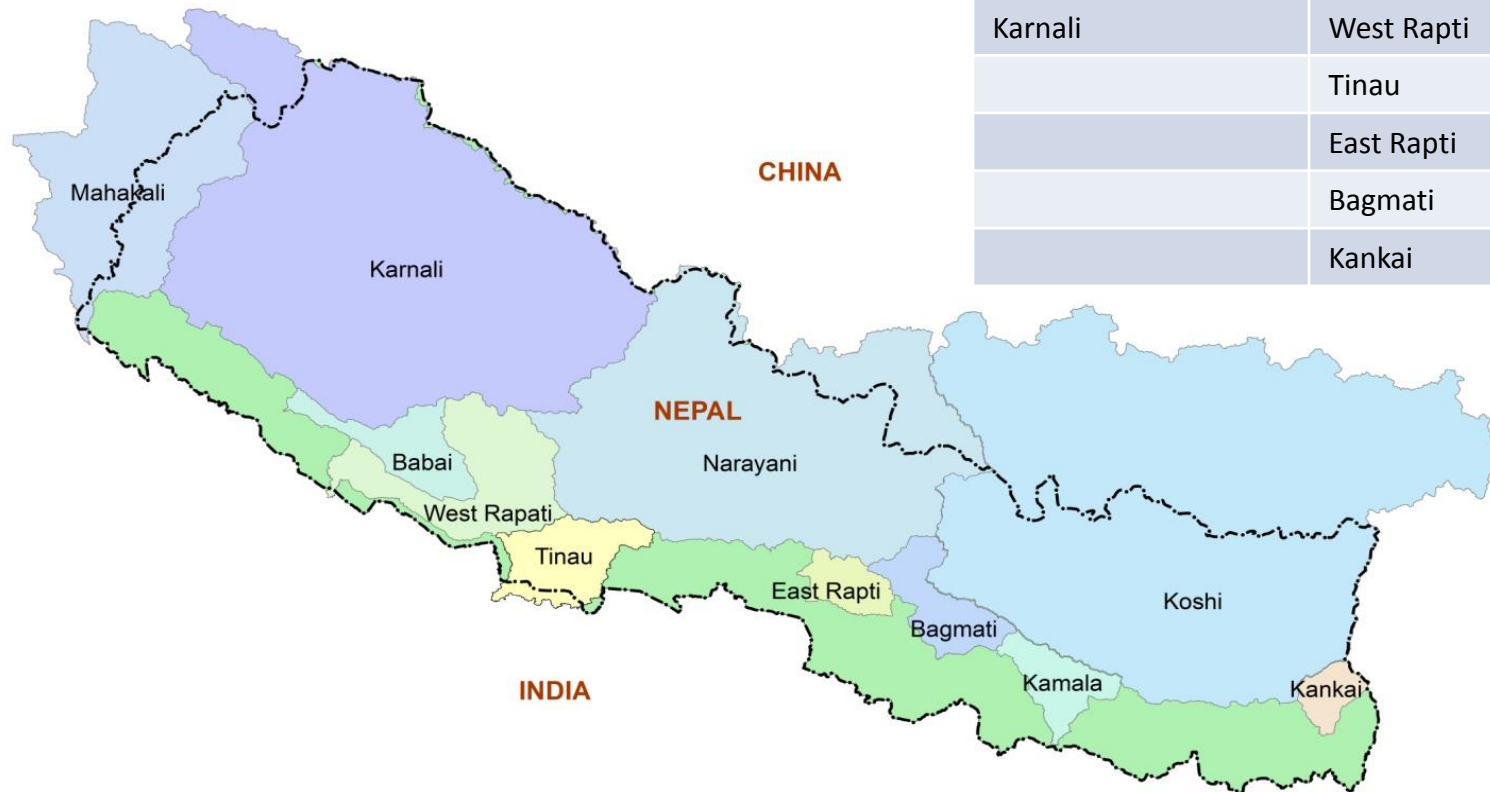 Karnali West Rapti
Tinau
East Rapti
Bagmati
Kankai
CHINA
Mahakali
Karnali
NEPAL
Babai
Narayani
West Rapati
Tinau
East Rapti
Koshi
Bagmati
Kamala
Kankai
INDIA